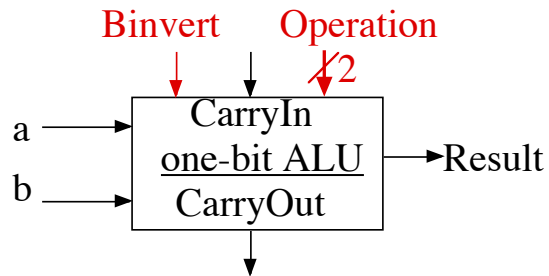 Binvert Operation
2
a
CarryIn
one-bit ALU
Result
b
CarryOut